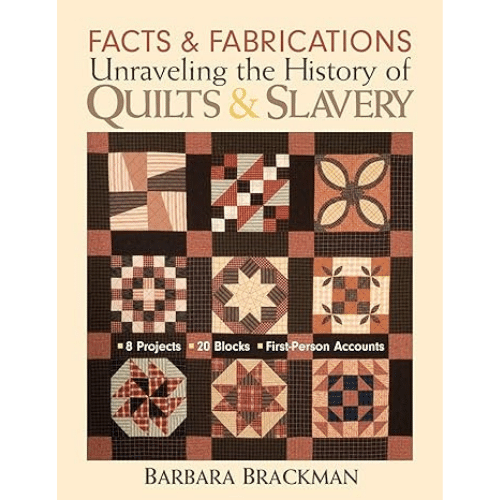 FACTS & FABRICATIONS
Unraveling the History of
QUILTS & SLAVERY
▪ 8 Projects ▪ 20 Blocks ▪ First-Person Accounts
BARBARA BRACKMAN